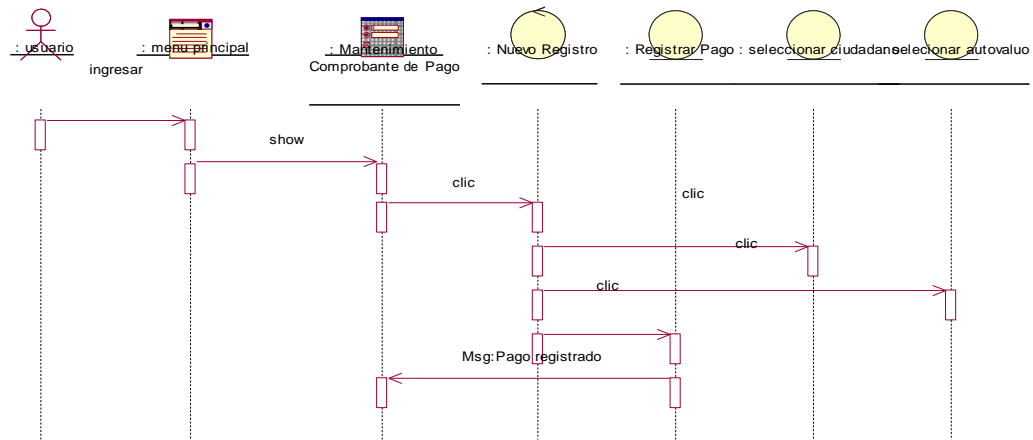 : usuario
: menu principal
: Mantenimiento
Comprobante de Pago
: Nuevo Registro
: Registrar Pago
: seleccionar ciudadano
selecionar autovaluo
ingresar
show
clic
clic
clic
clic
Msg:Pago registrado